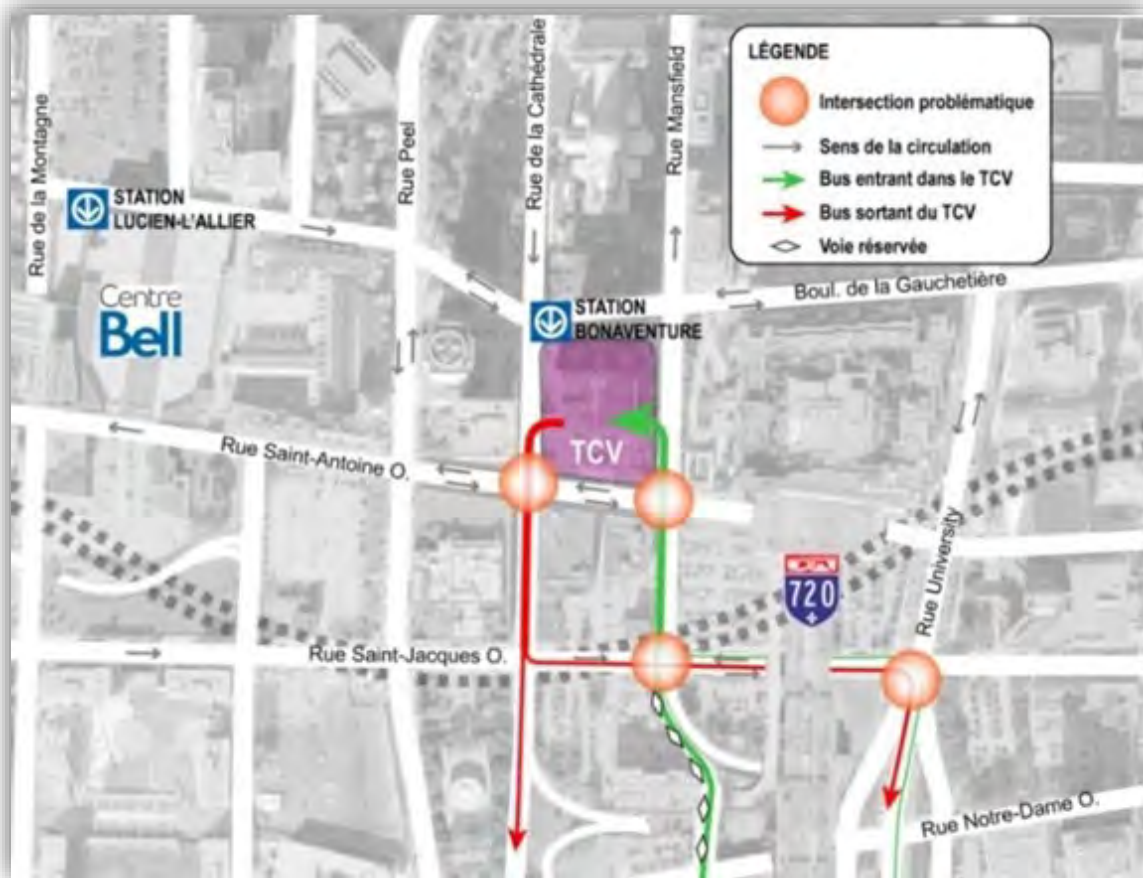 LÉGENDE
Intersection problématique
Sens de la circulation
Bus entrant dans le TCV
Bus sortant du TCV
Voie réservée
Rue de la Montagne
Rue Peel
Rue de la Cathédrale
Rue Mansfield
STATION
LUCIEN-L'ALLIER
Centre
Bell
STATION
BONAVENTURE
Boul. de la Gauchetière
TCV
Rue Saint-Antoine O.
720
Rue University
Rue Saint-Jacques O.
Rue Notre-Dame O.